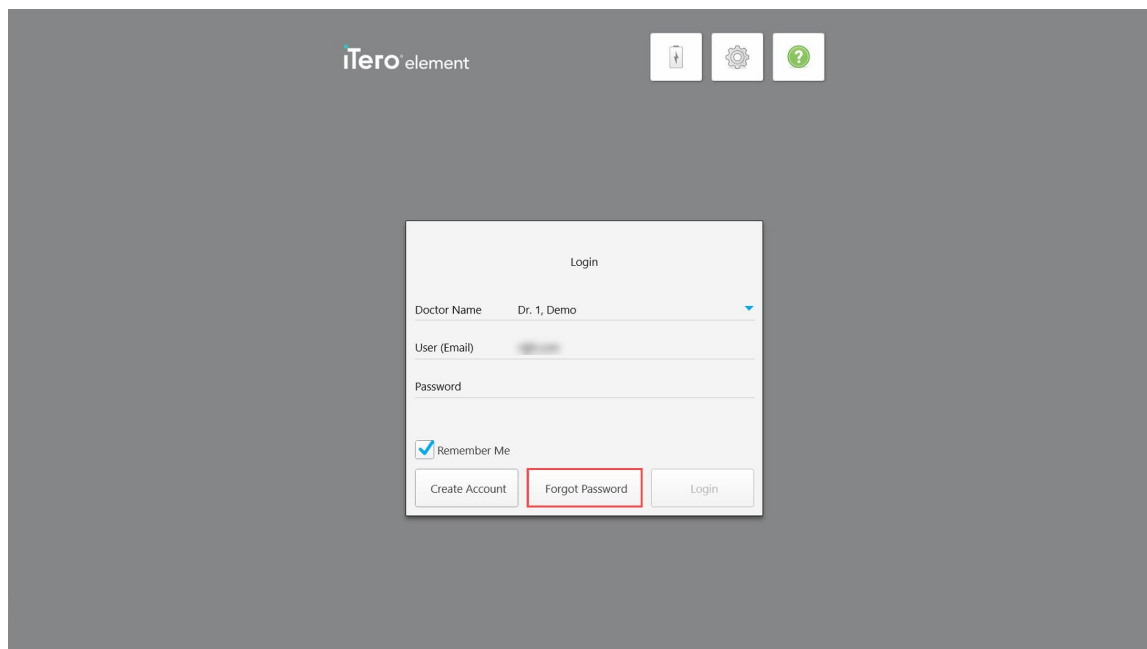 iTero element
?
Login
Doctor Name Dr. 1, Demo
User (Email)
Password
Remember Me
Create Account Forgot Password Login